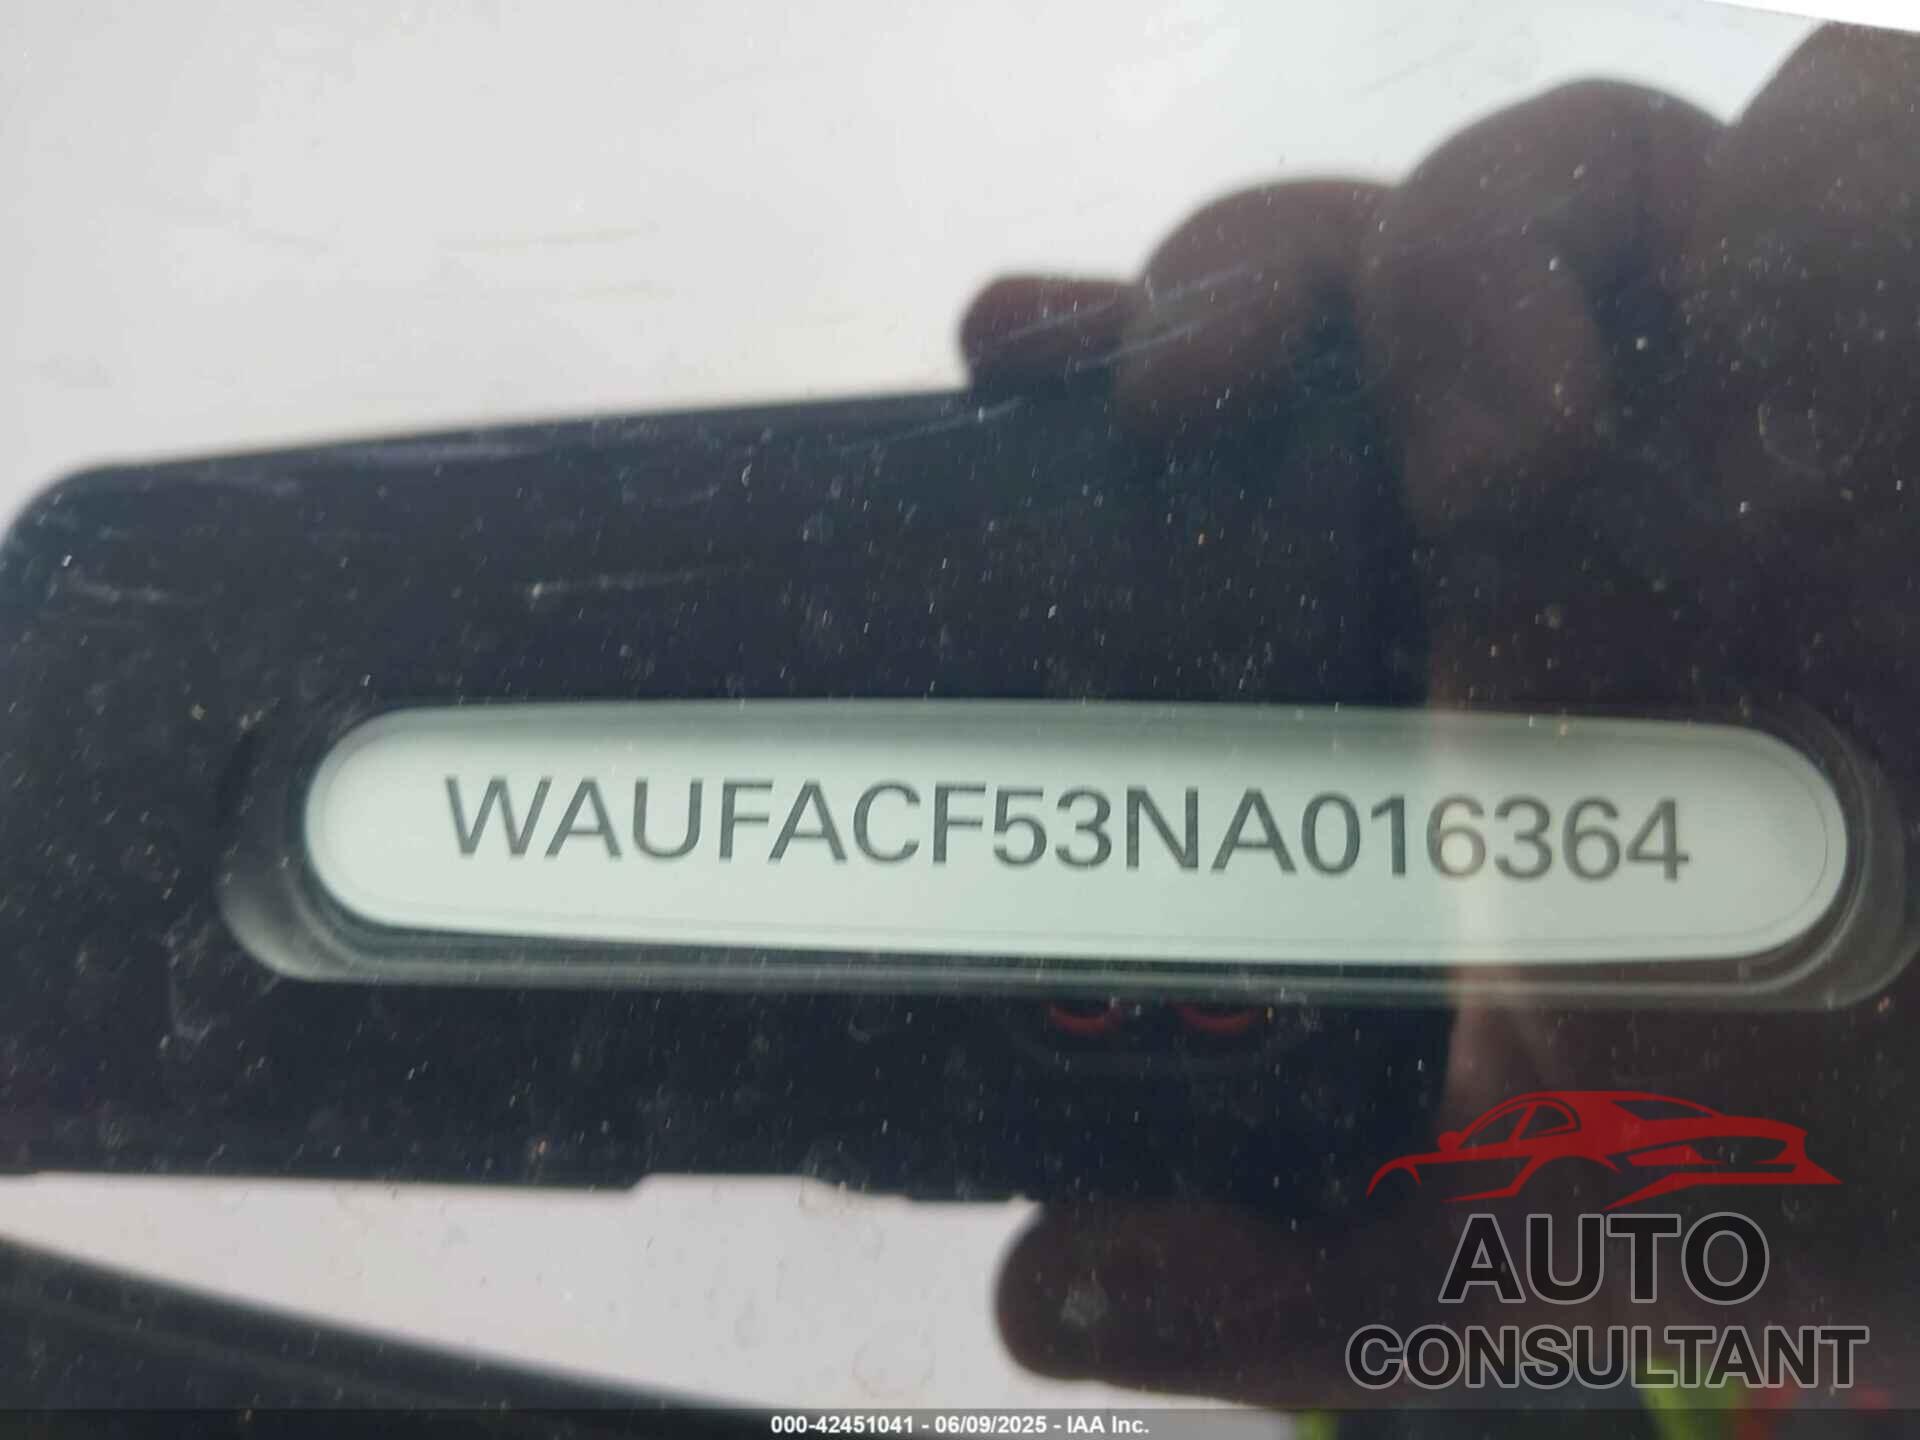 WAUFACF53NA016364
AUTO
CONSULTANT
000-42451041 - 06/09/2025 - IAA Inc.